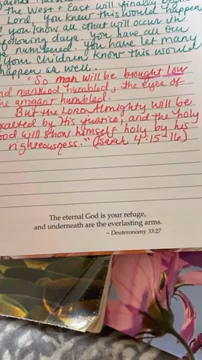 the West & East will finally
Lord, you knew this would happen
you know all that will occur the
following days. you have all our
numbered. You have let many
your children know this would
happen as well.
"So man will be brought low
and mankind humbled, the eyes of
the arrogant humbled.
But the LORD Almighty will be
exalted by His justice, and the holy
God will show himself holy by his
righteousness." (Isaiah 5:15-16)
The eternal God is your refuge,
and underneath are the everlasting arms.
~ Deuteronomy 33:27